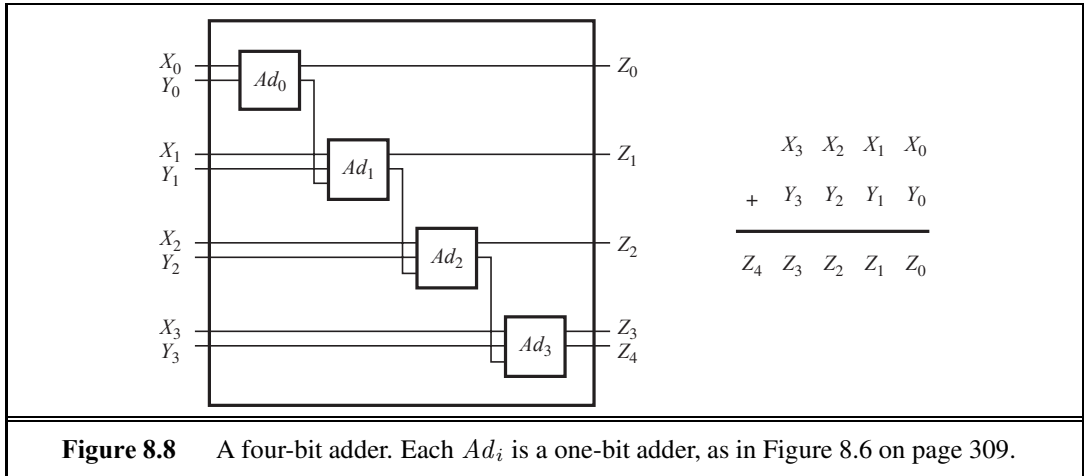 X₀ Ad₀ Z₀
Y₀
X₁ Ad₁ Z₁
Y₁
X₂ Ad₂ Z₂
Y₂
X₃ Ad₃ Z₃
Y₃ Z₄
X₃ X₂ X₁ X₀
+ Y₃ Y₂ Y₁ Y₀
Z₄ Z₃ Z₂ Z₁ Z₀
Figure 8.8 A four-bit adder. Each Adᵢ is a one-bit adder, as in Figure 8.6 on page 309.